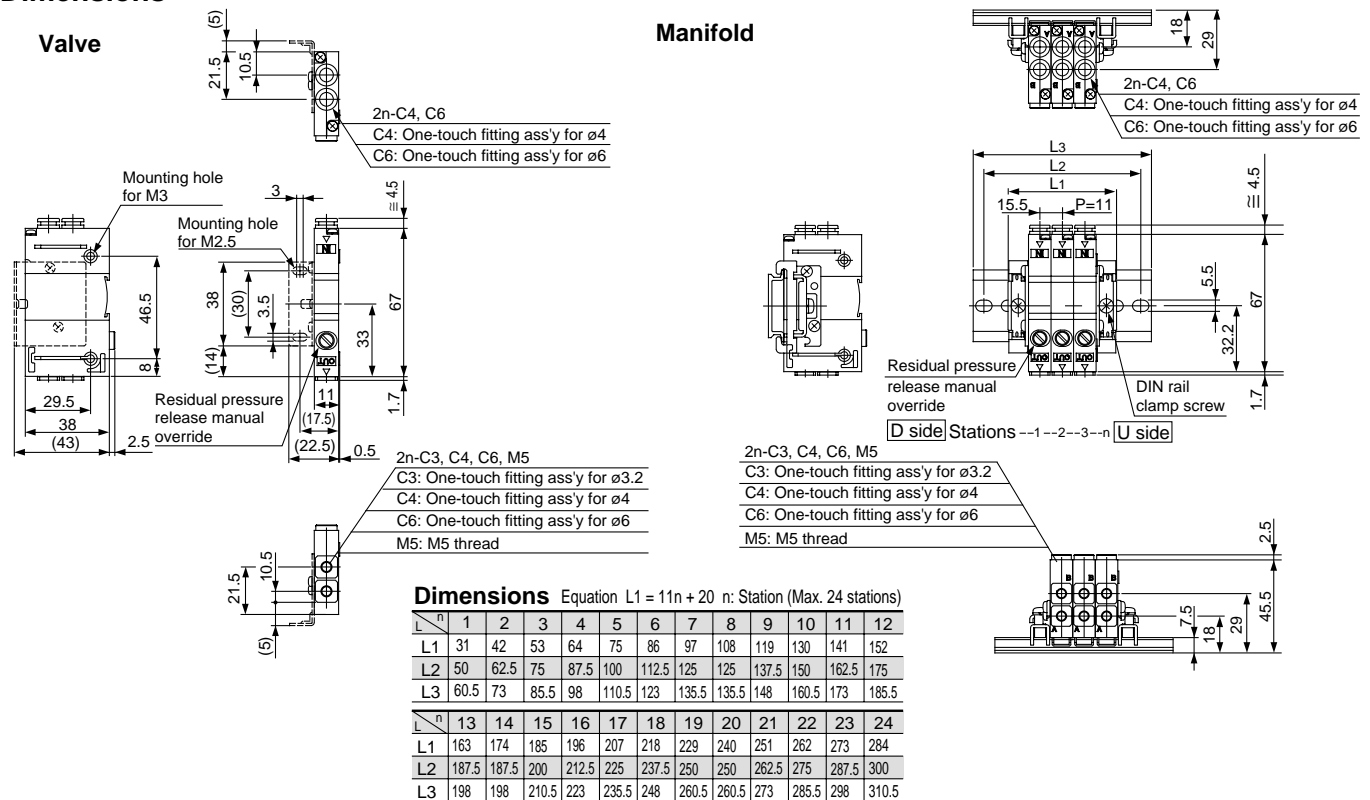 Dimensions
Valve
(5)
21.5
10.5
2n-C4, C6
C4: One-touch fitting ass'y for ø4
C6: One-touch fitting ass'y for ø6
Mounting hole
for M3
Mounting hole
for M2.5
3
≅ 4.5
IN
46.5
8
38
(30)
3.5
(14)
67
33
OUT
29.5
38
(43)
2.5
Residual pressure
release manual
override
11
(17.5)
(22.5)
0.5
1.7
2n-C3, C4, C6, M5
C3: One-touch fitting ass'y for ø3.2
C4: One-touch fitting ass'y for ø4
C6: One-touch fitting ass'y for ø6
M5: M5 thread
21.5
10.5
(5)
Manifold
A A A
B
18
29
2n-C4, C6
C4: One-touch fitting ass'y for ø4
C6: One-touch fitting ass'y for ø6
L3
L2
L1
15.5 P=11
≅ 4.5
IN IN IN
5.5
67
32.2
OUT OUT OUT
1.7
Residual pressure
release manual
override
DIN rail
clamp screw
D side Stations --1--2--3--n U side
2n-C3, C4, C6, M5
C3: One-touch fitting ass'y for ø3.2
C4: One-touch fitting ass'y for ø4
C6: One-touch fitting ass'y for ø6
M5: M5 thread
B B B
A A A
2.5
7.5
18
29
45.5
Dimensions Equation L1 = 11n + 20 n: Station (Max. 24 stations)
L n 1 2 3 4 5 6 7 8 9 10 11 12
L1 31 42 53 64 75 86 97 108 119 130 141 152
L2 50 62.5 75 87.5 100 112.5 125 125 137.5 150 162.5 175
L3 60.5 73 85.5 98 110.5 123 135.5 135.5 148 160.5 173 185.5
L n 13 14 15 16 17 18 19 20 21 22 23 24
L1 163 174 185 196 207 218 229 240 251 262 273 284
L2 187.5 187.5 200 212.5 225 237.5 250 250 262.5 275 287.5 300
L3 198 198 210.5 223 235.5 248 260.5 260.5 273 285.5 298 310.5